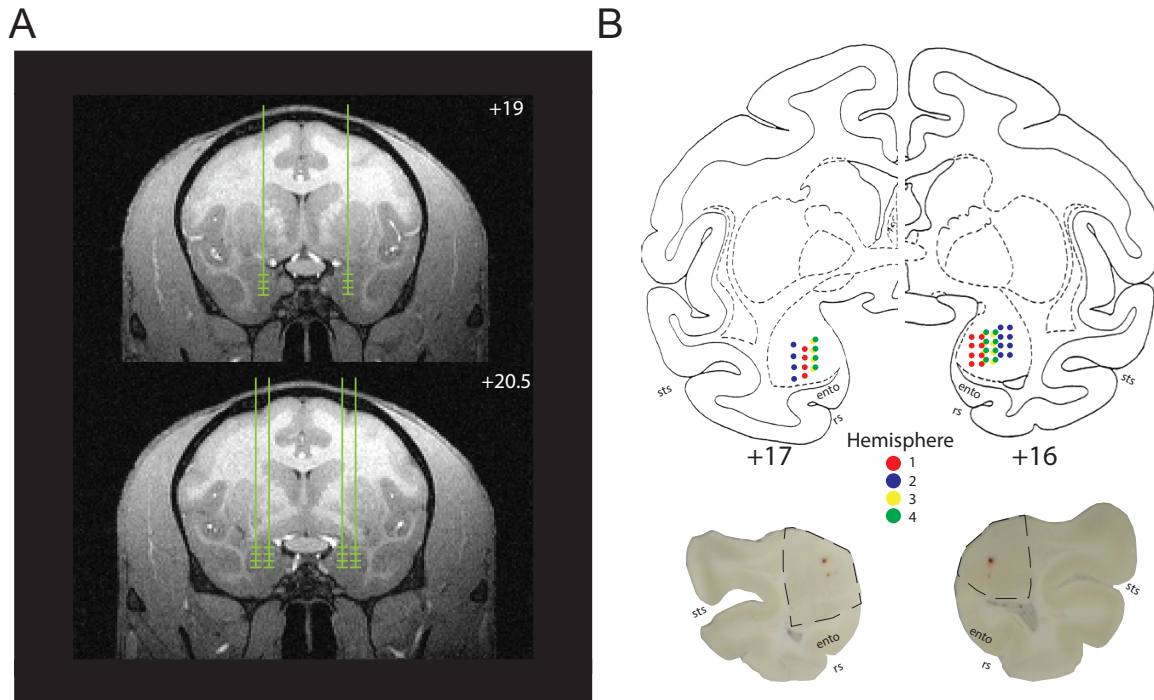 A
B
+19
+20.5
sts
ento
rs
rs
ento
sts
+17
Hemisphere
+16
1
2
3
4
sts
ento
rs
ento
rs
sts